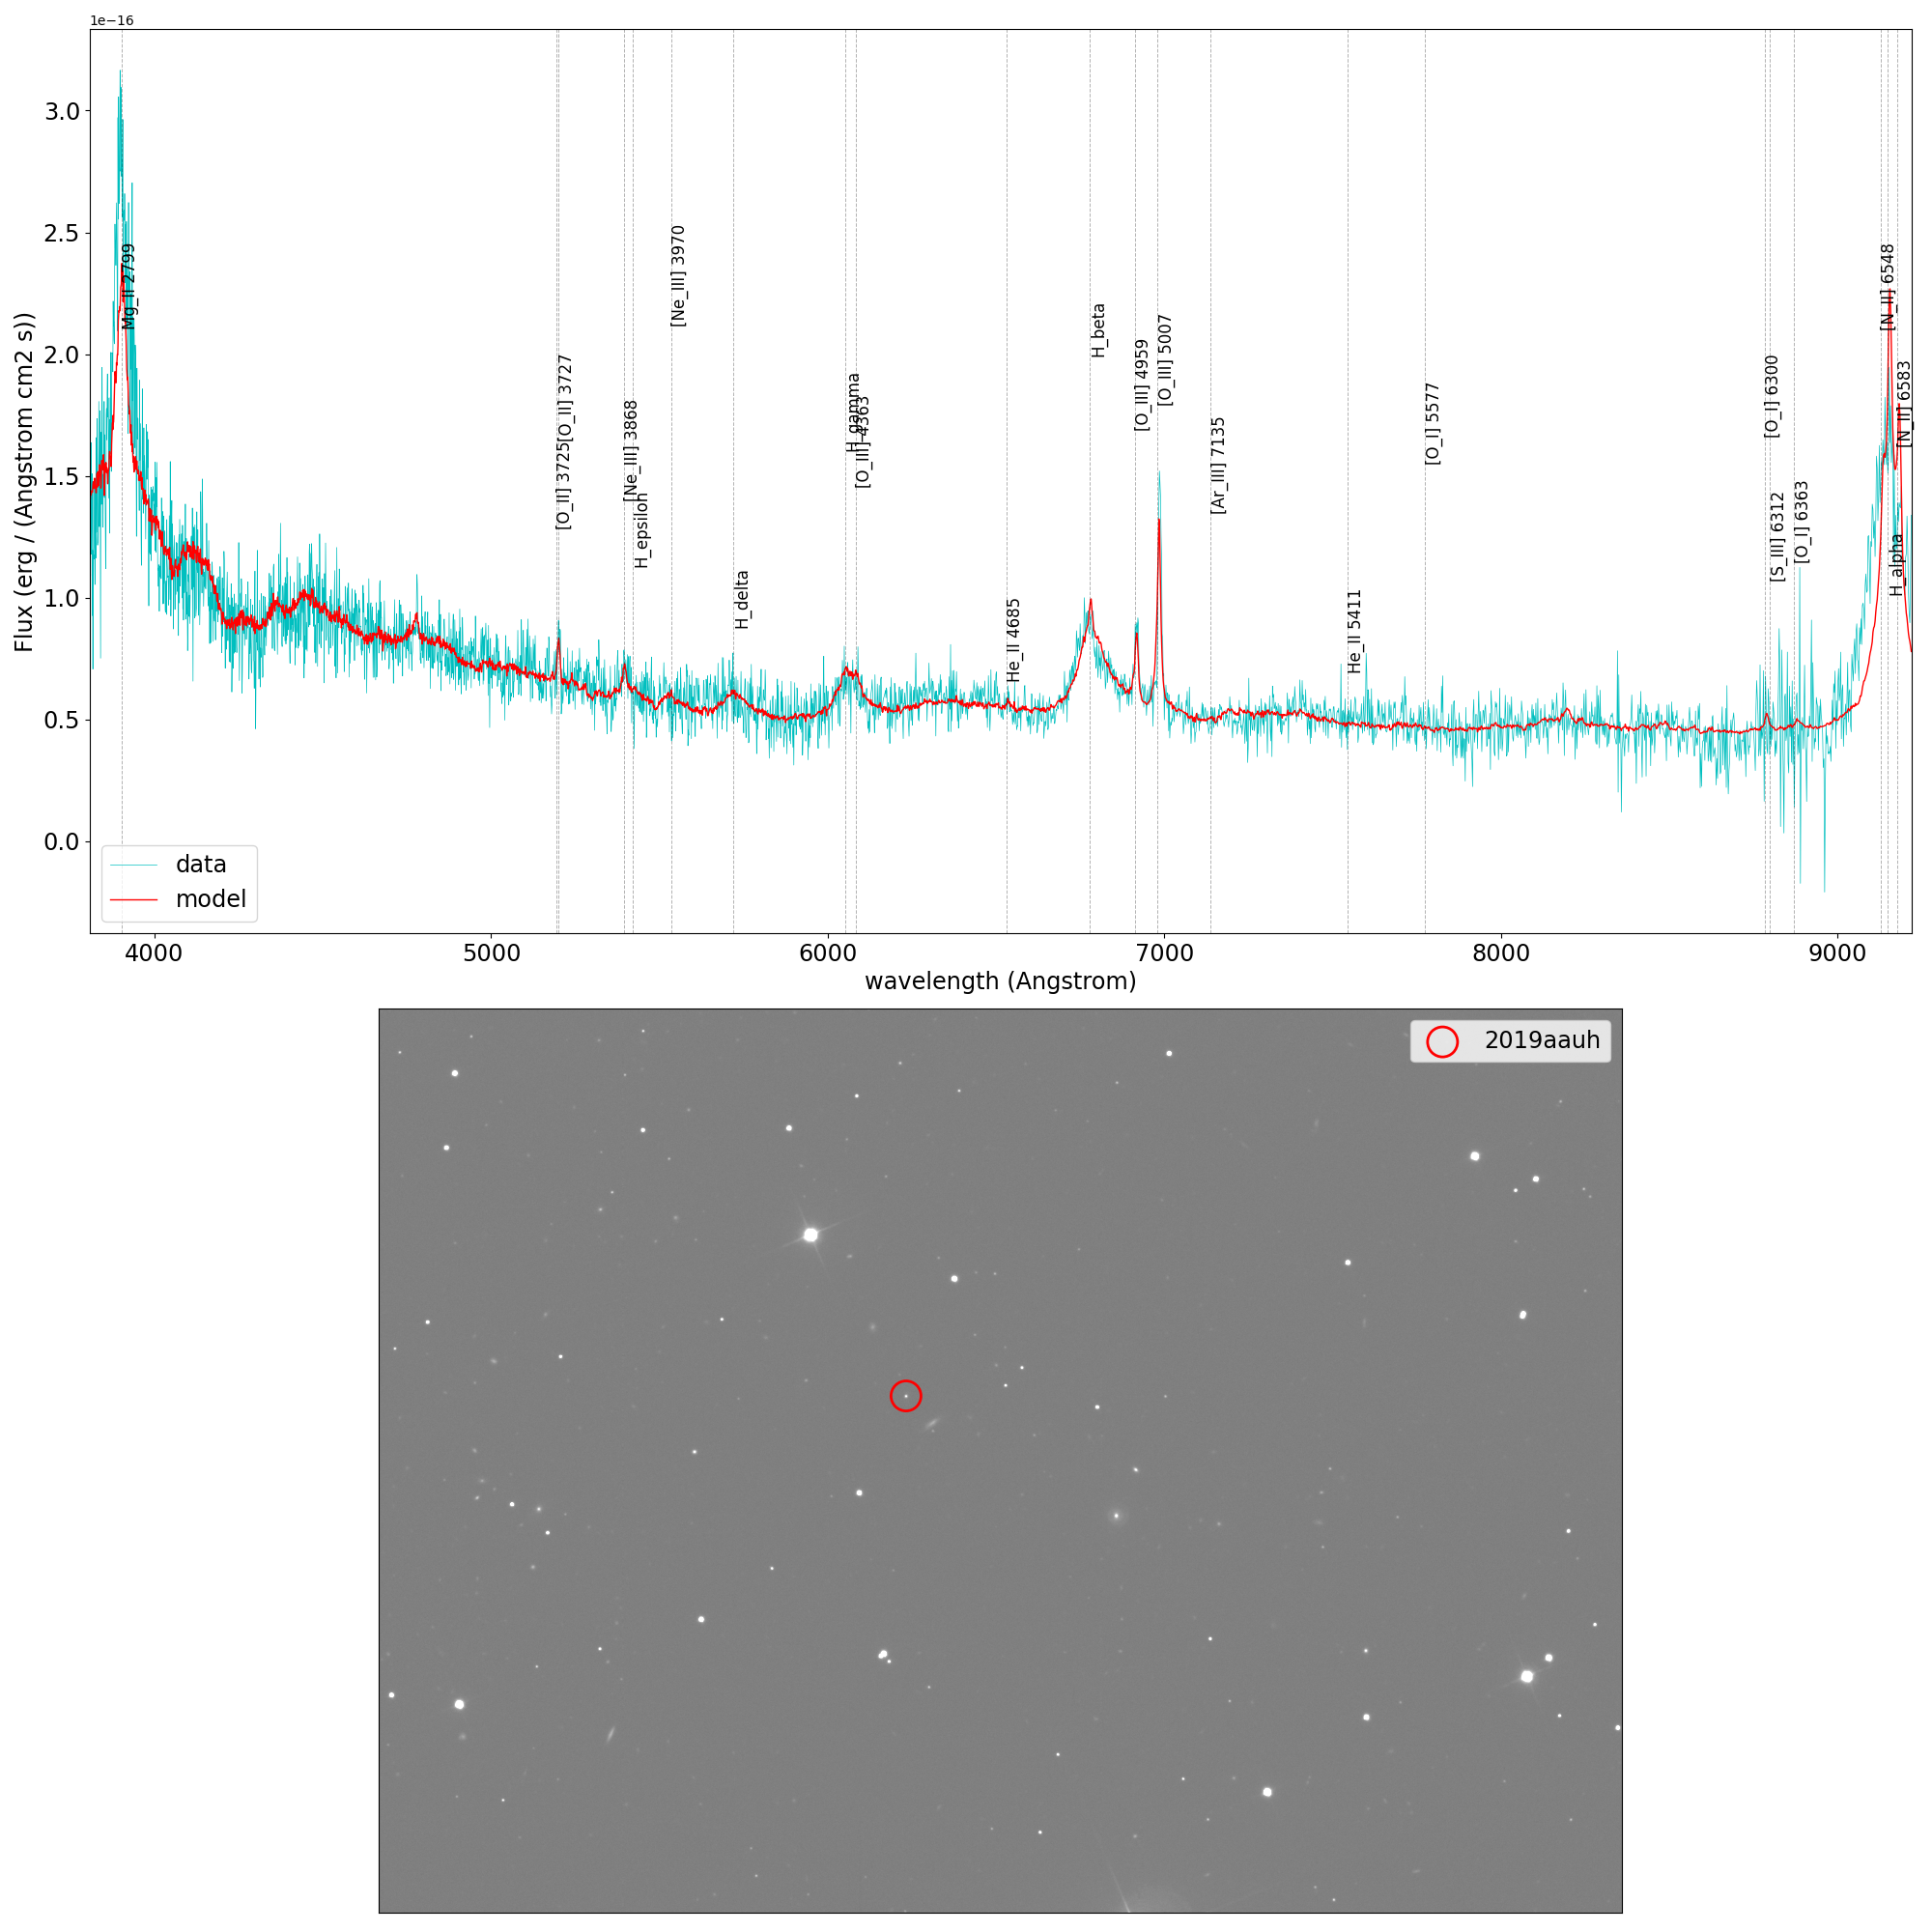 1e−16
3.0
2.5
2.0
1.5
1.0
0.5
0.0
Flux (erg / (Angstrom cm2 s))
Mg_II 2799
[O_II] 3725
[O_II] 3727
[Ne_III] 3868
H_epsilon
[Ne_III] 3970
H_delta
H_gamma
[O_III] 4363
He_II 4685
H_beta
[O_III] 4959
[O_III] 5007
[Ar_III] 7135
He_II 5411
[O_I] 5577
[O_I] 6300
[S_III] 6312
[O_I] 6363
[N_II] 6548
H_alpha
[N_II] 6583
data
model
4000 5000 6000 7000 8000 9000
wavelength (Angstrom)
2019aauh